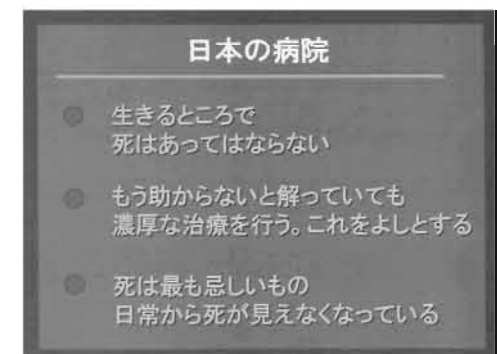 日本の病院
生きるところで
死はあってはならない
もう助からないと解っていても
濃厚な治療を行う。これをよしとする
死は最も忌しいもの
日常から死が見えなくなっている